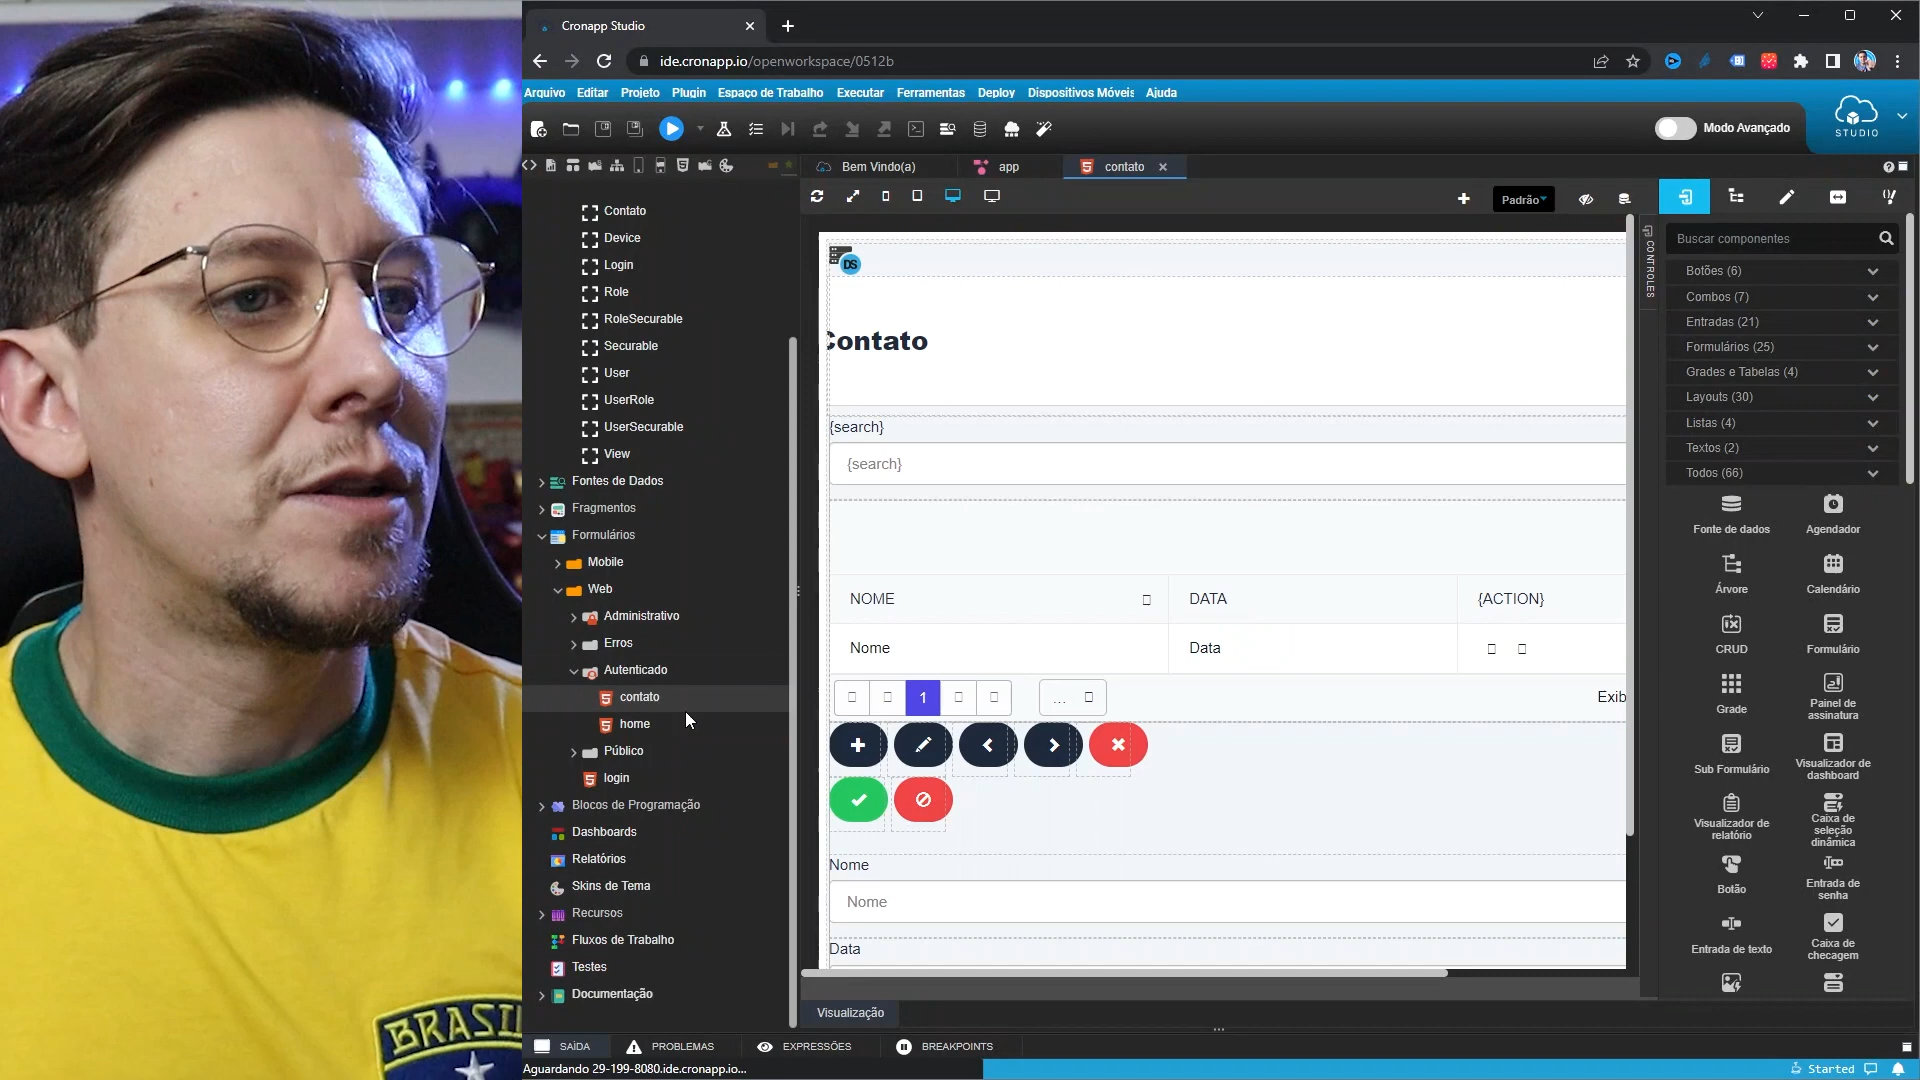 Cronapp Studio
ide.cronapp.io/openworkspace/0512b
Arquivo Editar Projeto Plugin Espaço de Trabalho Executar Ferramentas Deploy Dispositivos Móveis Ajuda
Modo Avançado
STUDIO
Bem Vindo(a) app contato
Padrão
Contato
Device
Login
Role
RoleSecurable
Securable
User
UserRole
UserSecurable
View
Fontes de Dados
Fragmentos
Formulários
Mobile
Web
Administrativo
Erros
Autenticado
contato
home
Público
login
Blocos de Programação
Dashboards
Relatórios
Skins de Tema
Recursos
Fluxos de Trabalho
Testes
Documentação
DS
Contato
{search}
{search}
NOME DATA {ACTION}
Nome Data
1 ... Exib
Nome
Nome
Data
Visualização
CONTROLES
Buscar componentes
Botões (6)
Combos (7)
Entradas (21)
Formulários (25)
Grades e Tabelas (4)
Layouts (30)
Listas (4)
Textos (2)
Todos (66)
Fonte de dados Agendador
Árvore Calendário
CRUD Formulário
Grade Painel de assinatura
Sub Formulário Visualizador de dashboard
Visualizador de relatório Caixa de seleção dinâmica
Botão Entrada de senha
Entrada de texto Caixa de checagem
SAÍDA PROBLEMAS EXPRESSÕES BREAKPOINTS
Aguardando 29-199-8080.ide.cronapp.io...
Started
BRASI